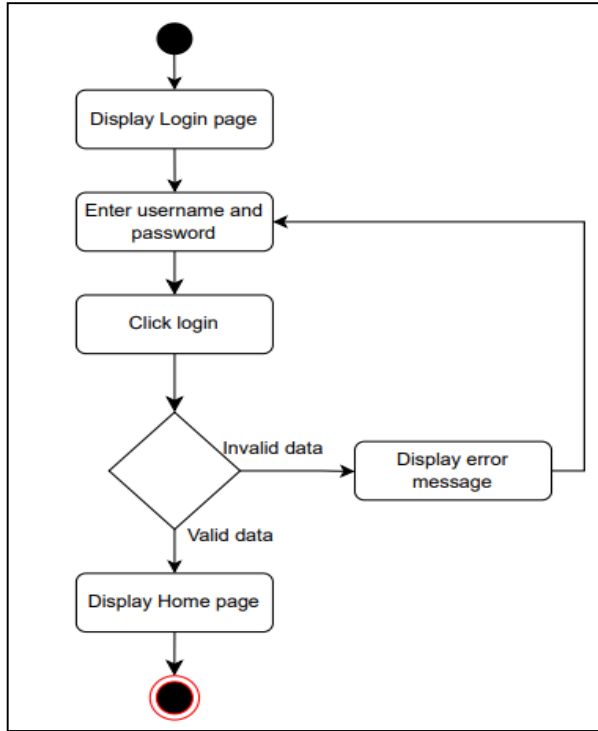 Display Login page
Enter username and
password
Click login
Invalid data
Display error
message
Valid data
Display Home page